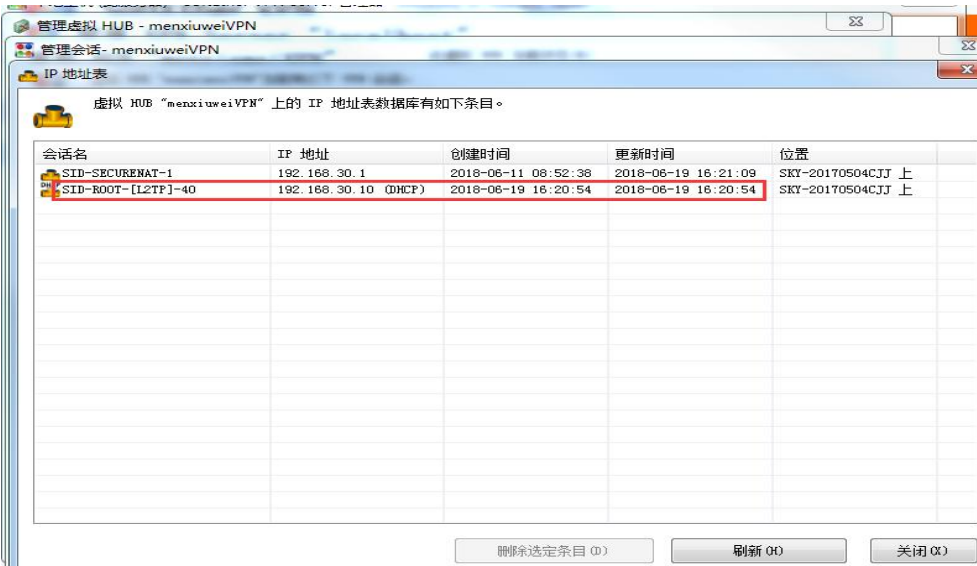 管理虚拟 HUB - menxiuweiVPN
管理会话- menxiuweiVPN
IP 地址表
虚拟 HUB "menxiuweiVPN" 上的 IP 地址表数据库有如下条目。
会话名 IP 地址 创建时间 更新时间 位置
SID-SECURENAT-1 192.168.30.1 2018-06-11 08:52:38 2018-06-19 16:21:09 SKY-20170504CJJ 上
SID-ROOT-[L2TP]-40 192.168.30.10 (DHCP) 2018-06-19 16:20:54 2018-06-19 16:20:54 SKY-20170504CJJ 上
删除选定条目(D) 刷新(H) 关闭(X)